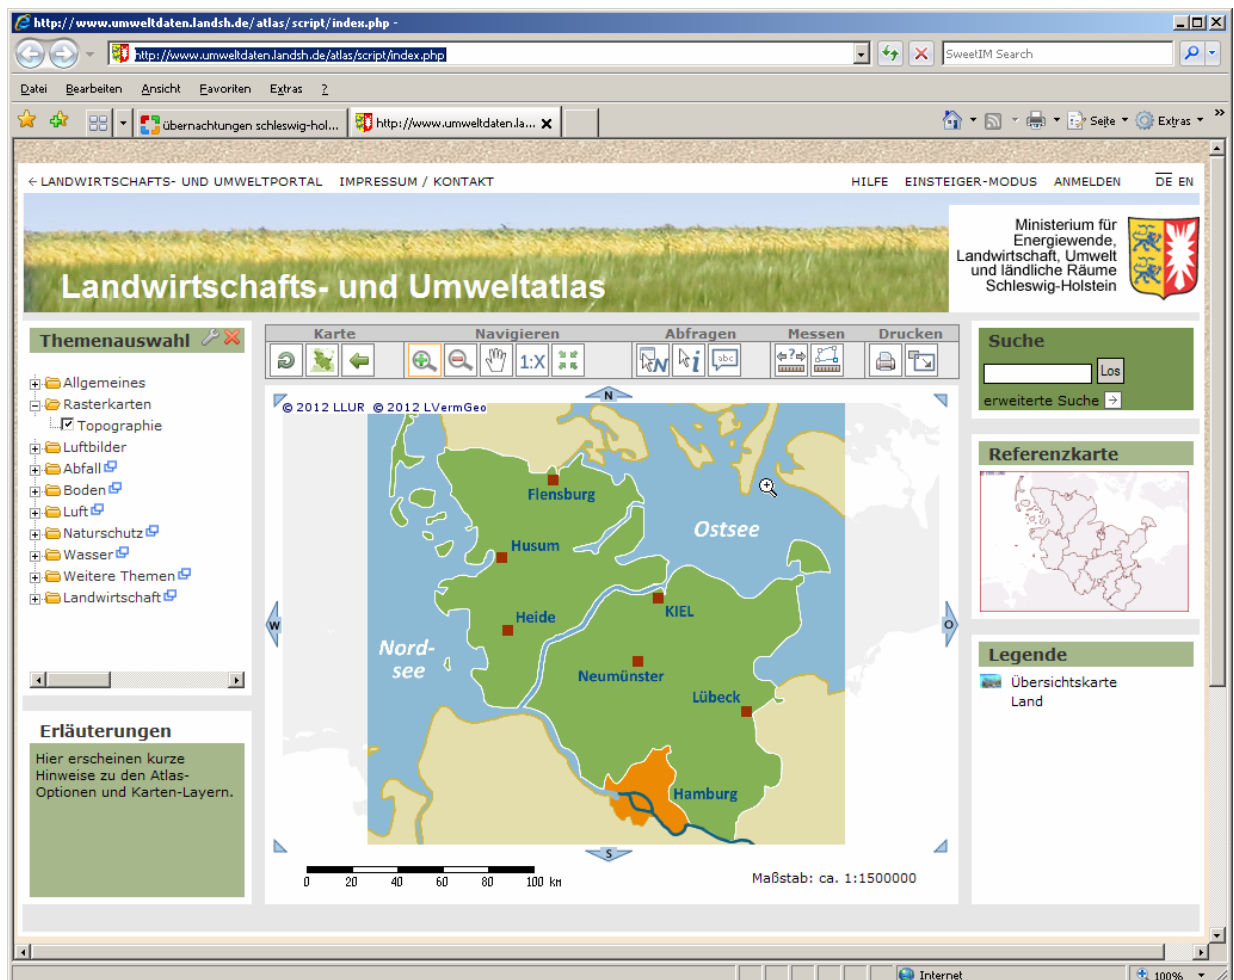 http://www.umweltdaten.landsh.de/atlas/script/index.php -
http://www.umweltdaten.landsh.de/atlas/script/index.php
SweetIM Search
Datei Bearbeiten Ansicht Favoriten Extras ?
übernachtungen schleswig-hol...
http://www.umweltdaten.la...
Seite
Extras
LANDWIRTSCHAFTS- UND UMWELTPORTAL IMPRESSUM / KONTAKT
HILFE EINSTEIGER-MODUS ANMELDEN DE EN
Landwirtschafts- und Umweltatlas
Ministerium für
Energiewende,
Landwirtschaft, Umwelt
und ländliche Räume
Schleswig-Holstein
Themenauswahl
Allgemeines
Rasterkarten
Topographie
Luftbilder
Abfall
Boden
Luft
Naturschutz
Wasser
Weitere Themen
Landwirtschaft
Erläuterungen
Hier erscheinen kurze
Hinweise zu den Atlas-
Optionen und Karten-Layern.
Karte Navigieren Abfragen Messen Drucken
1:X
N
i
abc
?
© 2012 LLUR © 2012 LVermGeo
N
Flensburg
Ostsee
Husum
KIEL
Heide
W
O
Nord-
see
Neumünster
Lübeck
Hamburg
S
0 20 40 60 80 100 km
Maßstab: ca. 1:1500000
Suche
Los
erweiterte Suche
Referenzkarte
Legende
Übersichtskarte
Land
Internet
100%